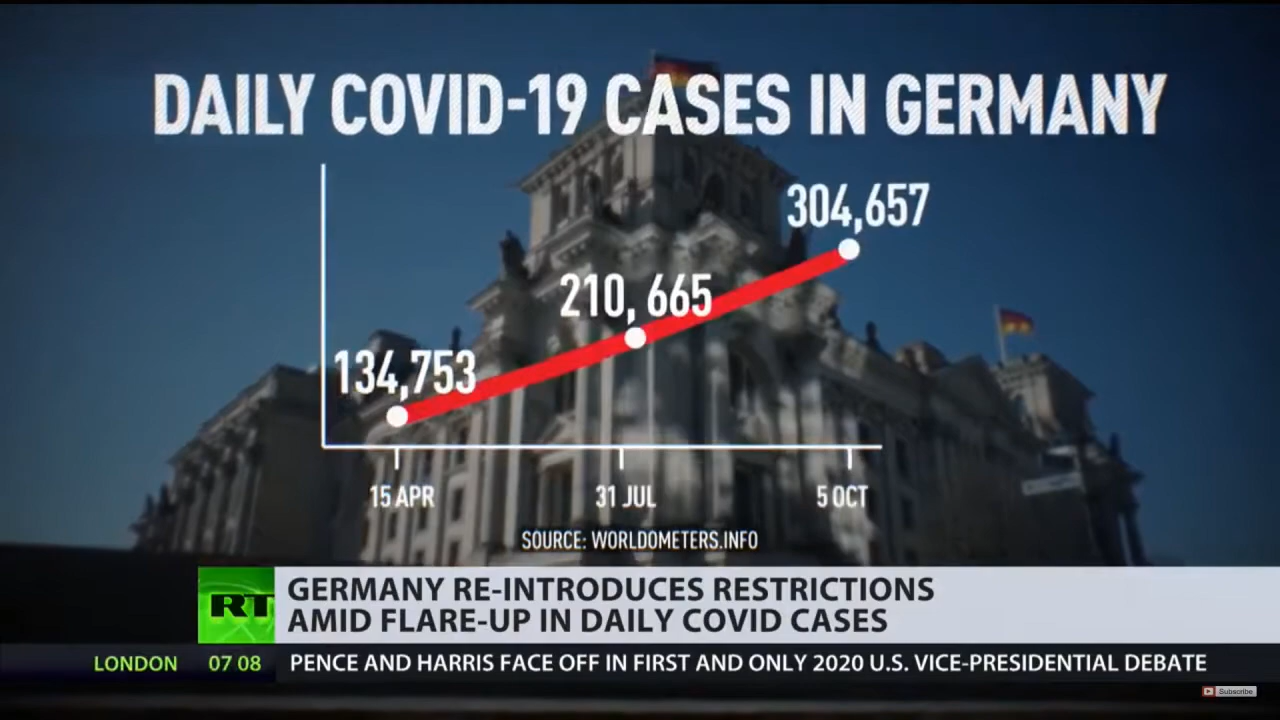 DAILY COVID-19 CASES IN GERMANY
304,657
210, 665
134,753
15 APR 31 JUL 5 OCT
SOURCE: WORLDOMETERS.INFO
RT
GERMANY RE-INTRODUCES RESTRICTIONS
AMID FLARE-UP IN DAILY COVID CASES
LONDON 07 08 PENCE AND HARRIS FACE OFF IN FIRST AND ONLY 2020 U.S. VICE-PRESIDENTIAL DEBATE
Subscribe